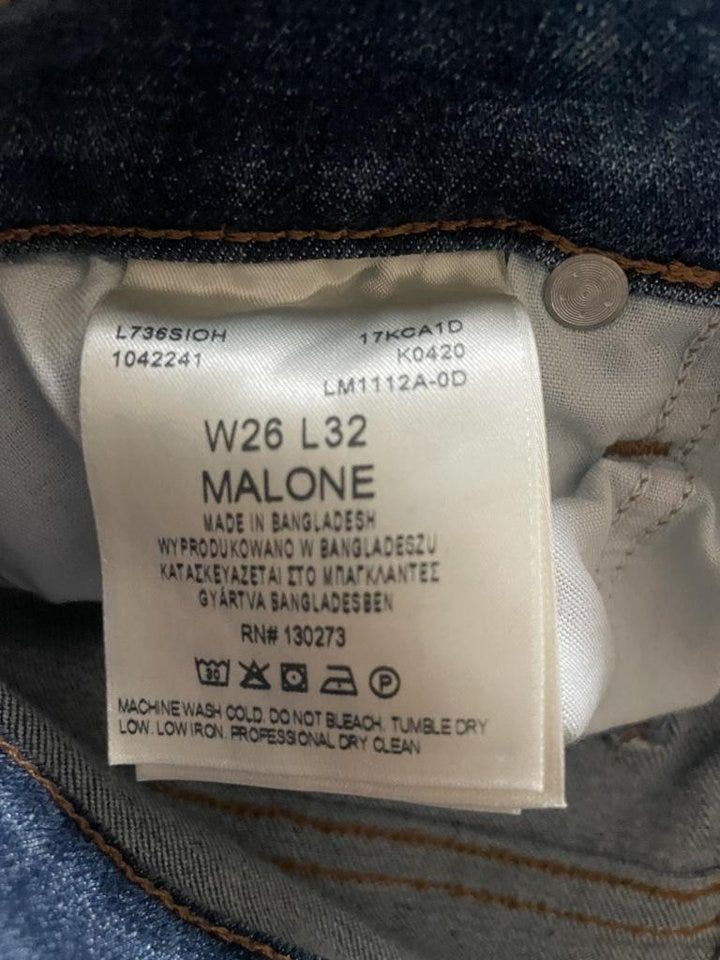 L736SIOH 17KCA1D
1042241 K0420
LM1112A-0D
W26 L32
MALONE
MADE IN BANGLADESH
WYPRODUKOWANO W BANGLADESZU
ΚΑΤΑΣΚΕΥΑΖΕΤΑΙ ΣΤΟ ΜΠΑΓΚΛΑΝΤΕΣ
GYÁRTVA BANGLADESBEN
RN# 130273
30 P
MACHINE WASH COLD. DO NOT BLEACH. TUMBLE DRY
LOW. LOW IRON. PROFESSIONAL DRY CLEAN